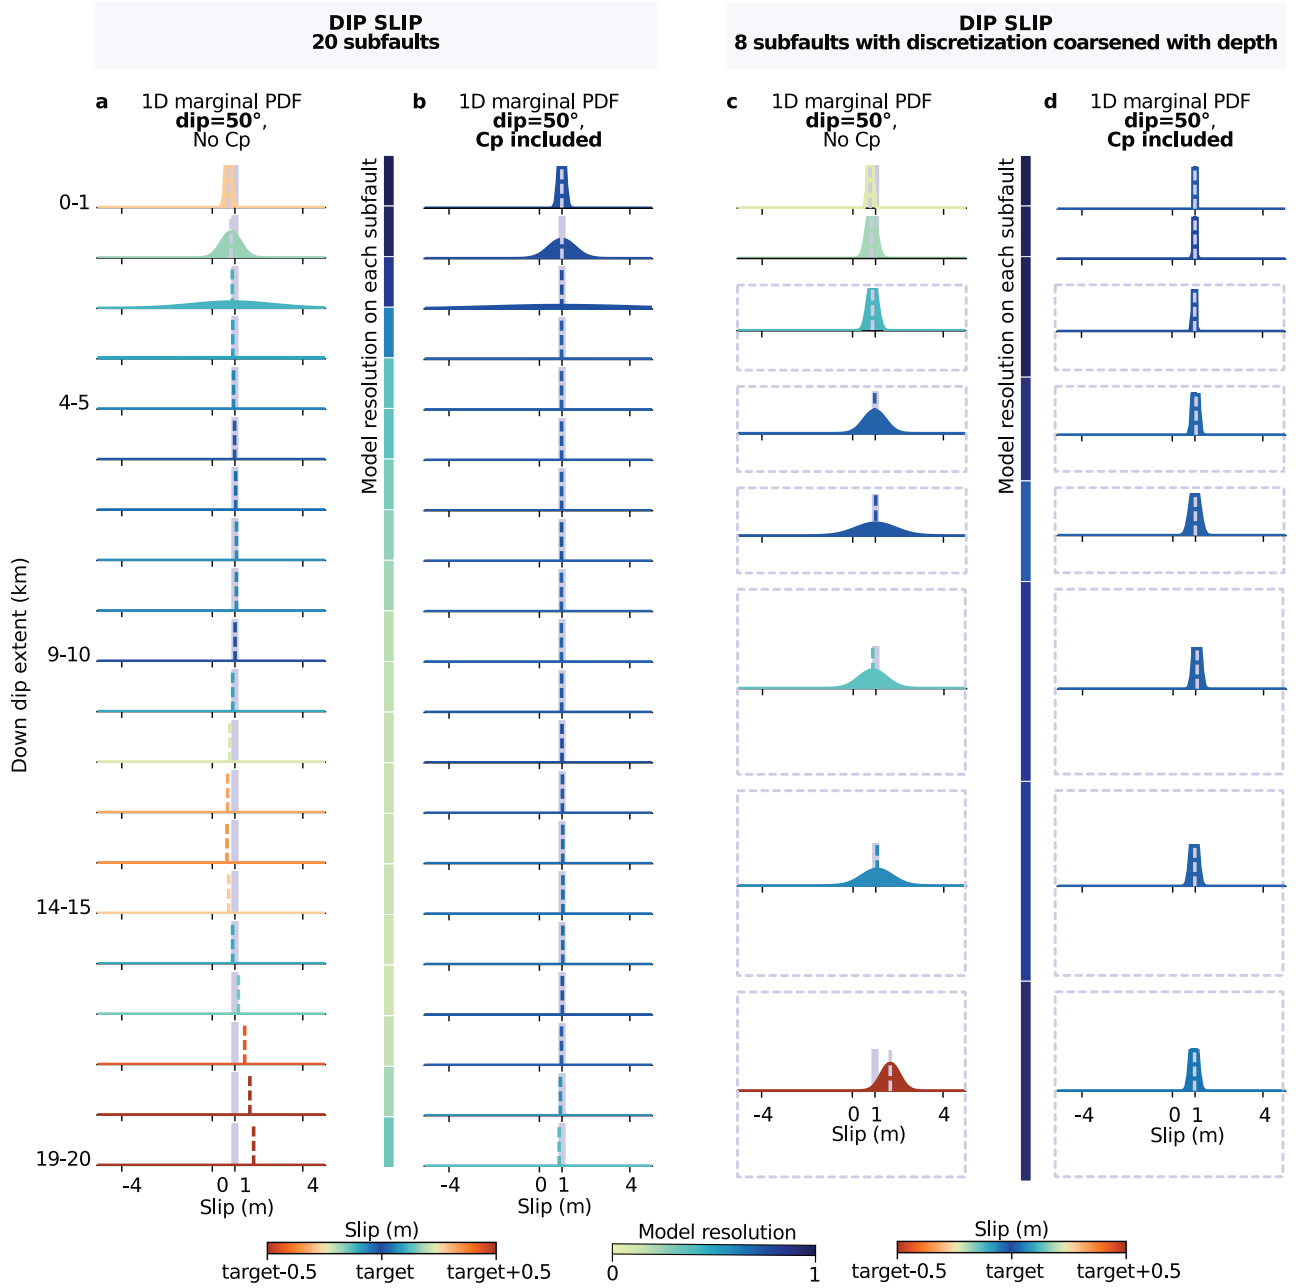 DIP SLIP
20 subfaults
DIP SLIP
8 subfaults with discretization coarsened with depth
a 1D marginal PDF
dip=50°,
No Cp
b 1D marginal PDF
dip=50°,
Cp included
c 1D marginal PDF
dip=50°,
No Cp
d 1D marginal PDF
dip=50°,
Cp included
Down dip extent (km)
0-1
4-5
9-10
14-15
19-20
Model resolution on each subfault
Model resolution on each subfault
-4 0 1 4
Slip (m)
-4 0 1 4
Slip (m)
-4 0 1 4
Slip (m)
-4 0 1 4
Slip (m)
Slip (m)
target-0.5 target target+0.5
Model resolution
0 1
Slip (m)
target-0.5 target target+0.5